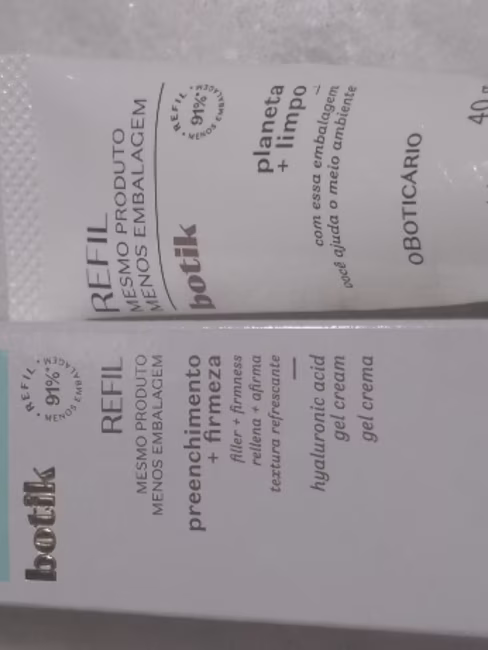 REFIL
MESMO PRODUTO
MENOS EMBALAGEM
REFIL
91%*
MENOS EMBALAGEM
botik
planeta
+ limpo
—
com essa embalagem
você ajuda o meio ambiente
oBOTICÁRIO
40 g
botik
REFIL
91%*
MENOS EMBALAGEM
REFIL
MESMO PRODUTO
MENOS EMBALAGEM
preenchimento
+ firmeza
filler + firmness
rellena + afirma
textura refrescante
—
hyaluronic acid
gel cream
gel crema